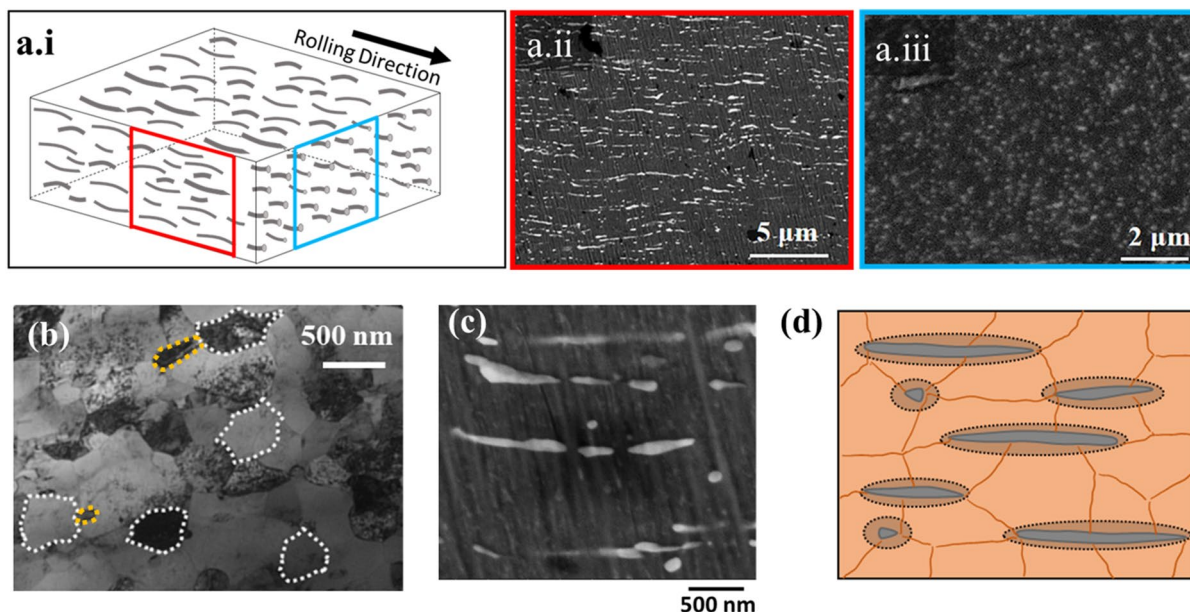 a.i
Rolling Direction
a.ii
5 μm
a.iii
2 μm
(b)
500 nm
(c)
500 nm
(d)